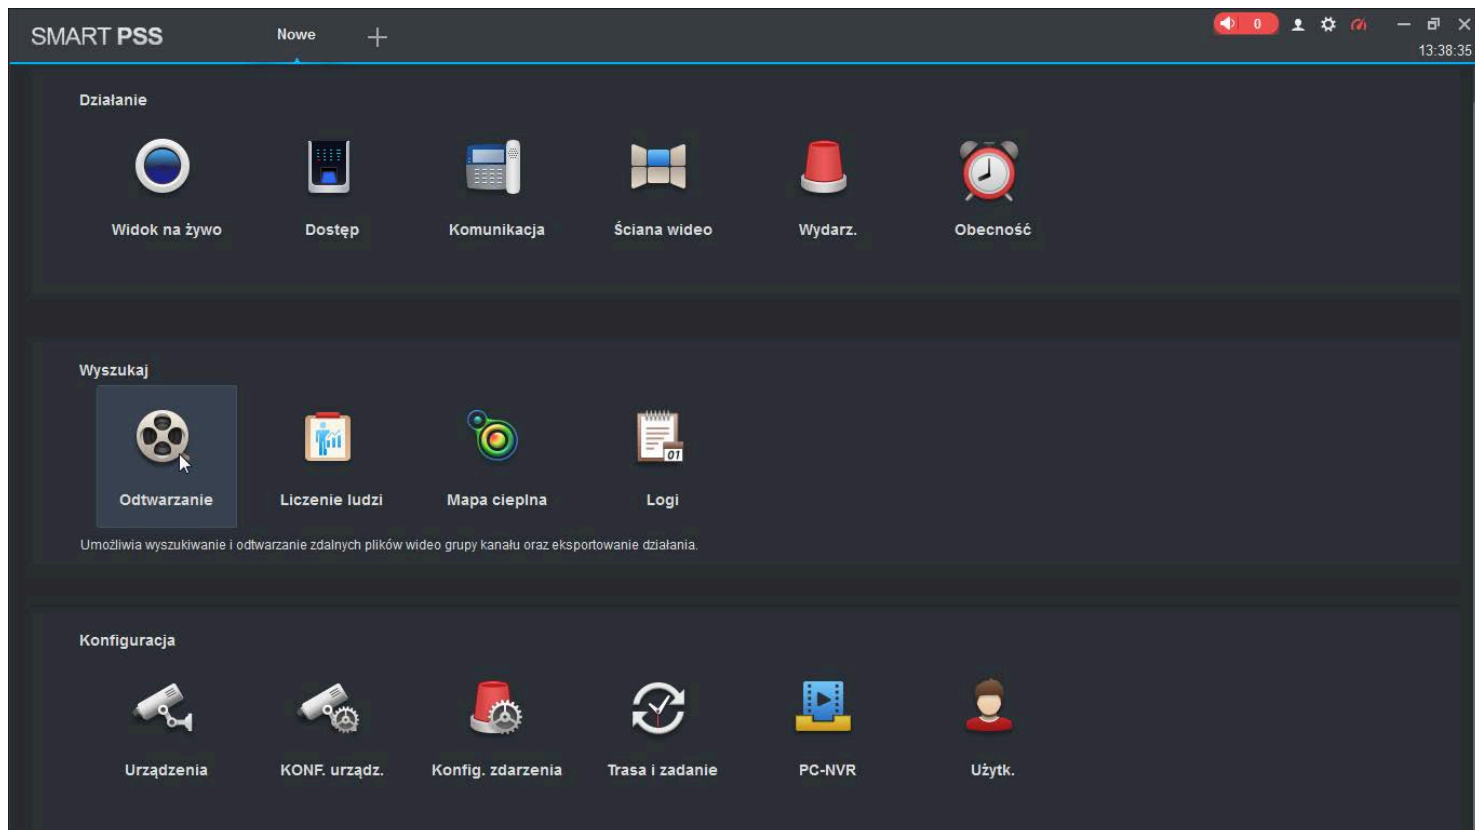 SMART PSS
Nowe
0
13:38:35
Działanie
Widok na żywo
Dostęp
Komunikacja
Ściana wideo
Wydarz.
Obecność
Wyszukaj
01
Odtwarzanie
Liczenie ludzi
Mapa cieplna
Logi
Umożliwia wyszukiwanie i odtwarzanie zdalnych plików wideo grupy kanału oraz eksportowanie działania.
Konfiguracja
Urządzenia
KONF. urządz.
Konfig. zdarzenia
Trasa i zadanie
PC-NVR
Użytk.